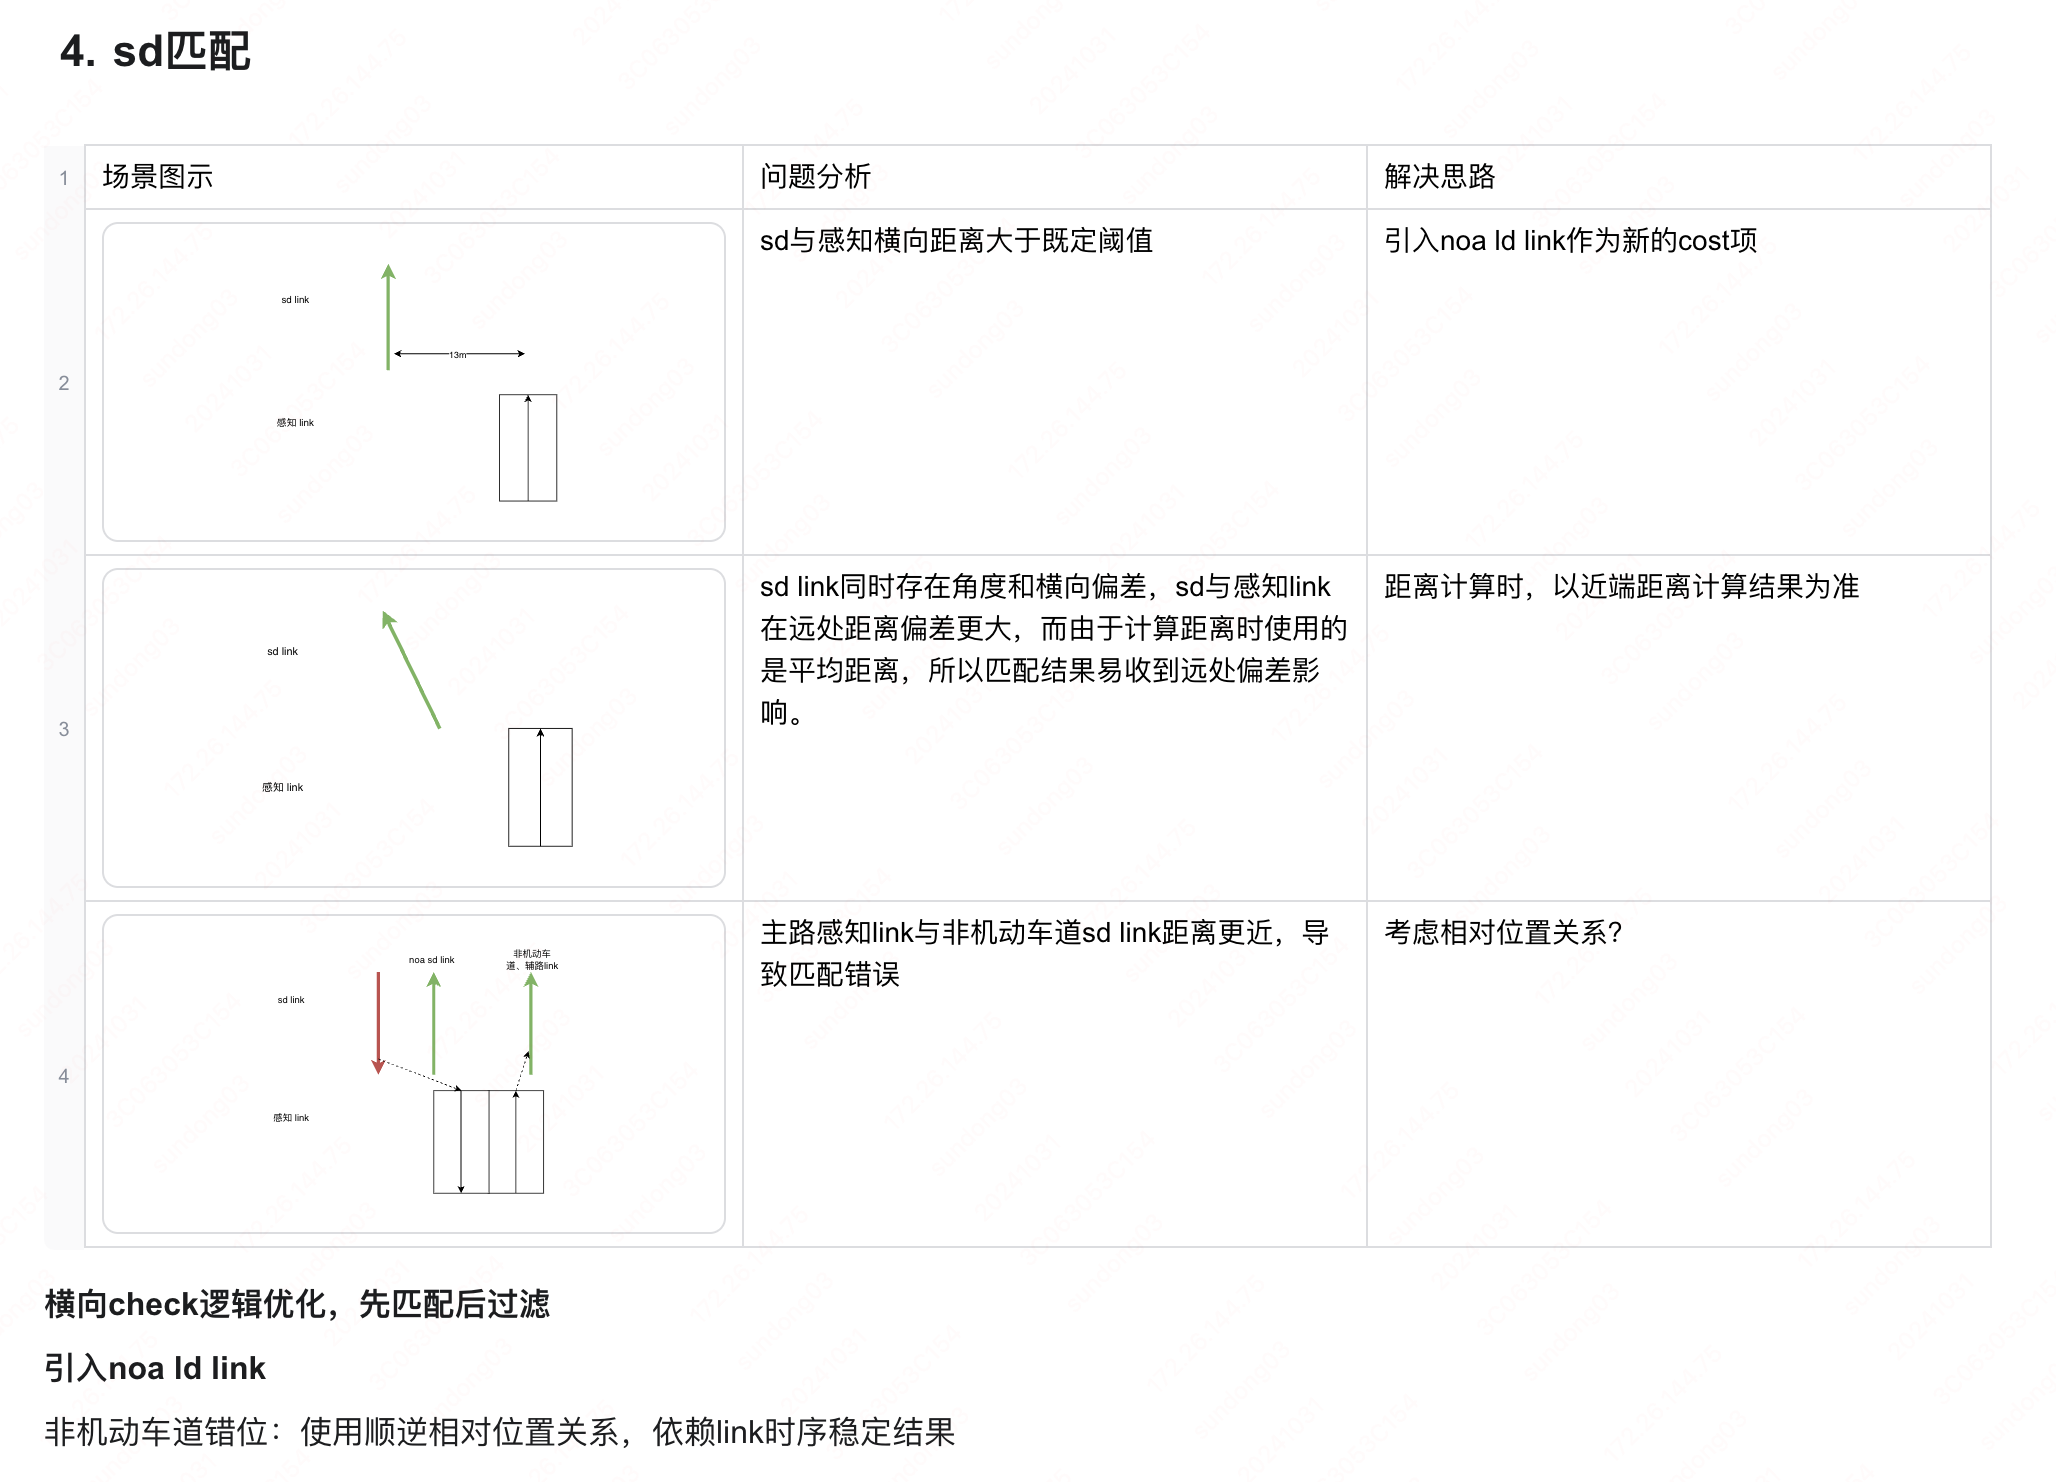 4. sd匹配
1
场景图示
问题分析
解决思路
2
sd link
13m
感知 link
sd与感知横向距离大于既定阈值
引入noa ld link作为新的cost项
3
sd link
感知 link
sd link同时存在角度和横向偏差，sd与感知link
在远处距离偏差更大，而由于计算距离时使用的
是平均距离，所以匹配结果易收到远处偏差影
响。
距离计算时，以近端距离计算结果为准
4
noa sd link
非机动车
道、辅路link
sd link
感知 link
主路感知link与非机动车道sd link距离更近，导
致匹配错误
考虑相对位置关系？
横向check逻辑优化，先匹配后过滤
引入noa ld link
非机动车道错位：使用顺逆相对位置关系，依赖link时序稳定结果